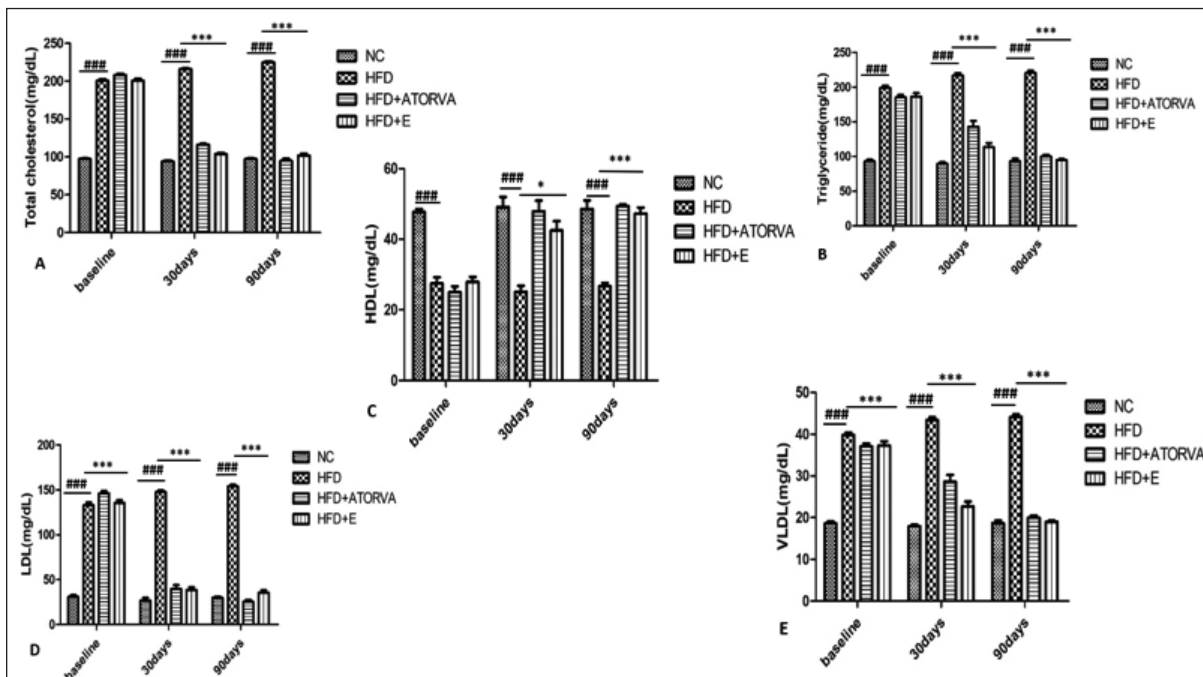 ### *** ### *** ### ***
Total cholesterol(mg/dL)
250
200
150
100
50
0
baseline
30days
90days
NC
HFD
HFD+ATORVA
HFD+E
A
### ### *** ### ***
Triglyceride(mg/dL)
250
200
150
100
50
0
baseline
30days
90days
NC
HFD
HFD+ATORVA
HFD+E
B
### ### * ### ***
HDL(mg/dL)
60
40
20
0
baseline
30days
90days
NC
HFD
HFD+ATORVA
HFD+E
C
### *** ### *** ### ***
LDL(mg/dL)
200
150
100
50
0
baseline
30days
90days
NC
HFD
HFD+ATORVA
HFD+E
D
### *** ### *** ### ***
VLDL(mg/dL)
50
40
30
20
10
0
baseline
30days
90days
NC
HFD
HFD+ATORVA
HFD+E
E